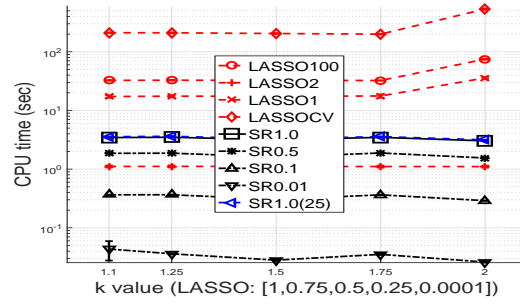 10^2
10^1
10^0
10^-1
CPU time (sec)
LASSO100
LASSO2
LASSO1
LASSOCV
SR1.0
SR0.5
SR0.1
SR0.01
SR1.0(25)
1.1 1.25 1.5 1.75 2
k value (LASSO: [1,0.75,0.5,0.25,0.0001])